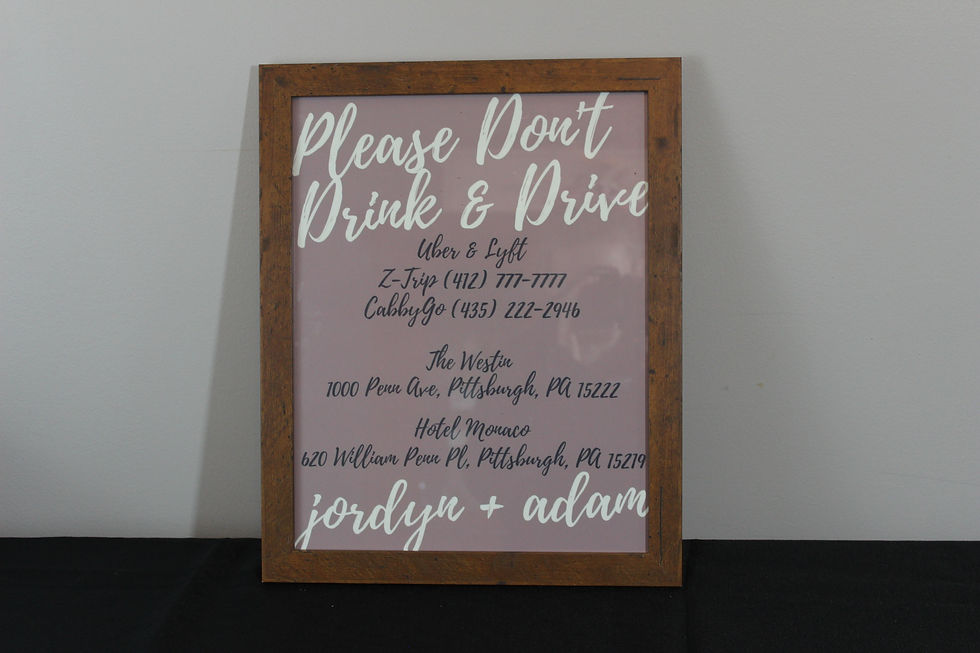 Please Don't
Drink & Drive
Uber & Lyft
Z-Trip (412) 777-7777
CabbyGo (435) 222-2946
The Westin
1000 Penn Ave, Pittsburgh, PA 15222
Hotel Monaco
620 William Penn Pl, Pittsburgh, PA 15219
jordyn + adam